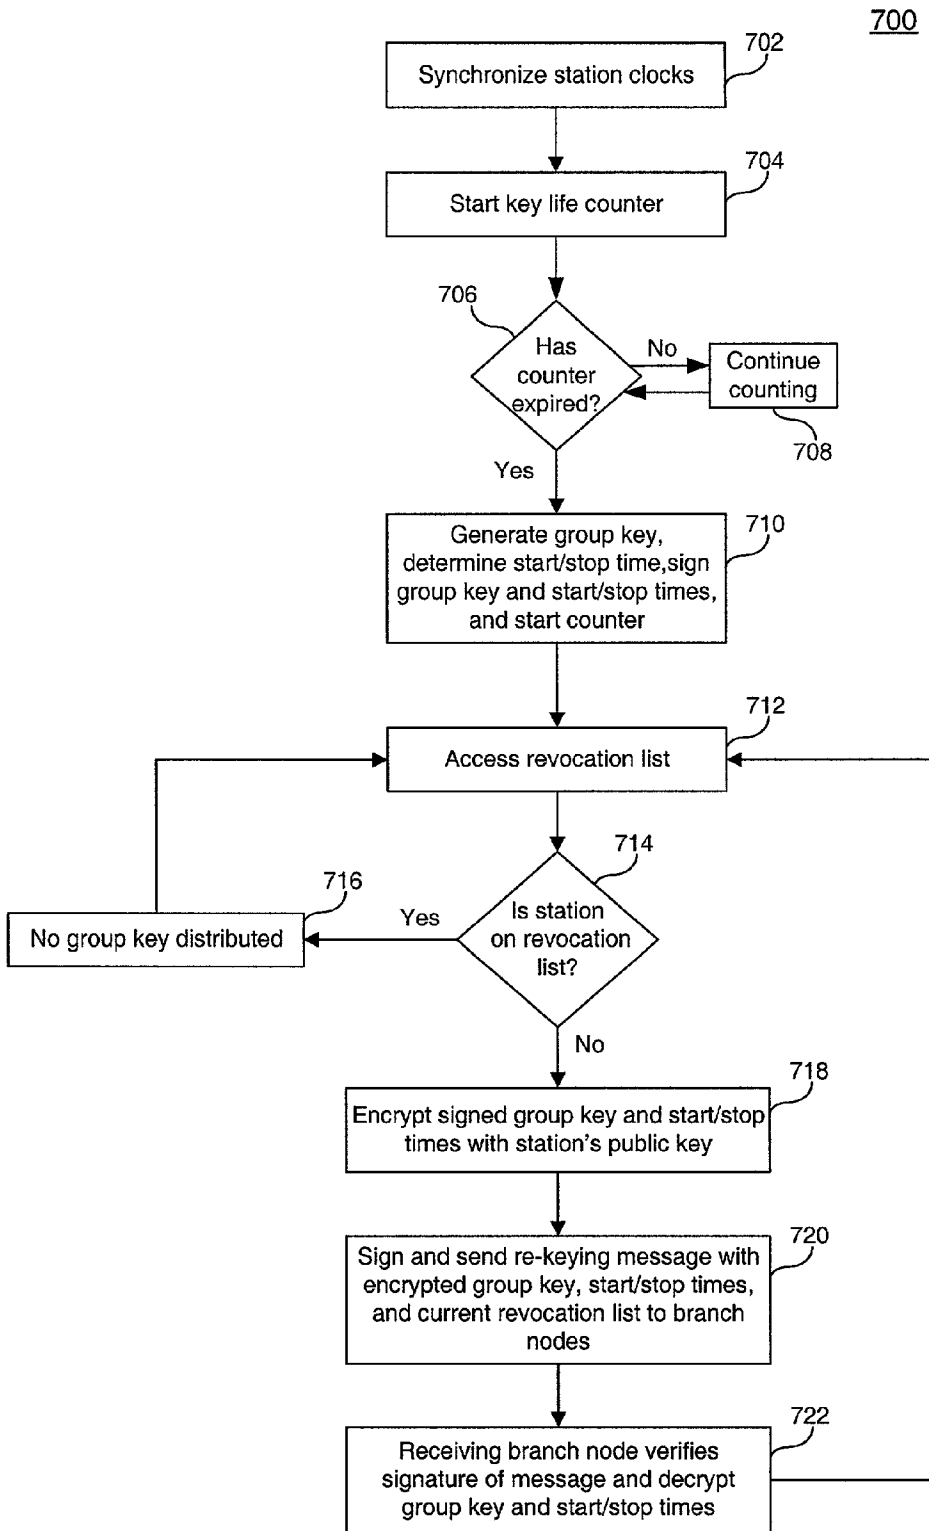 700
702
Synchronize station clocks
704
Start key life counter
706
Has
counter
expired?
No
Continue
counting
708
Yes
710
Generate group key,
determine start/stop time,sign
group key and start/stop times,
and start counter
712
Access revocation list
714
716
Yes
Is station
on revocation
list?
No group key distributed
No
718
Encrypt signed group key and start/stop
times with station's public key
720
Sign and send re-keying message with
encrypted group key, start/stop times,
and current revocation list to branch
nodes
722
Receiving branch node verifies
signature of message and decrypt
group key and start/stop times